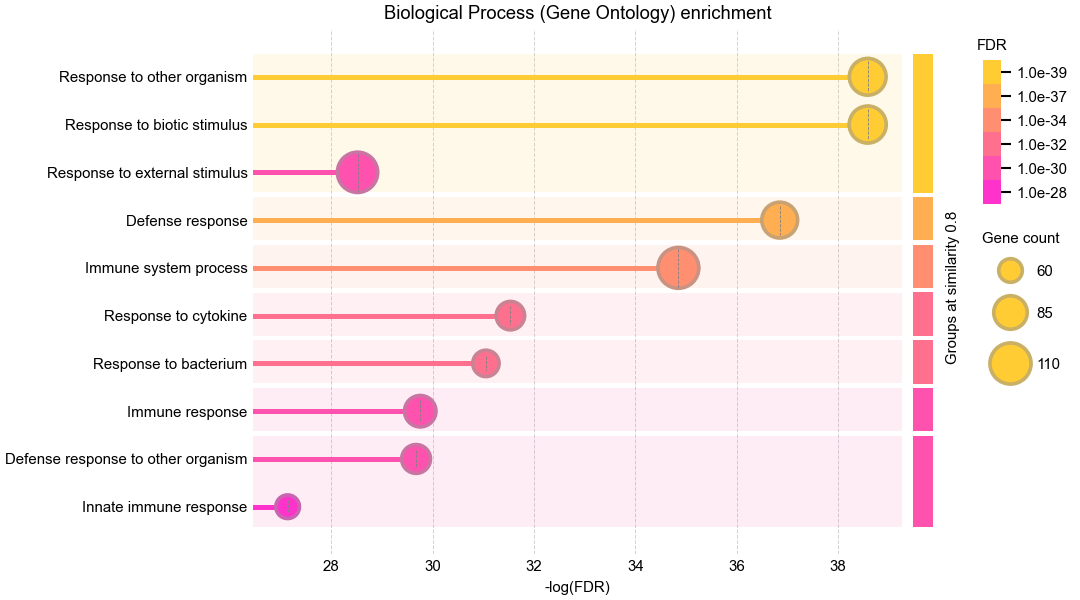 Biological Process (Gene Ontology) enrichment
Response to other organism
Response to biotic stimulus
Response to external stimulus
Defense response
Immune system process
Response to cytokine
Response to bacterium
Immune response
Defense response to other organism
Innate immune response
28 30 32 34 36 38
-log(FDR)
Groups at similarity 0.8
FDR
1.0e-39
1.0e-37
1.0e-34
1.0e-32
1.0e-30
1.0e-28
Gene count
60
85
110